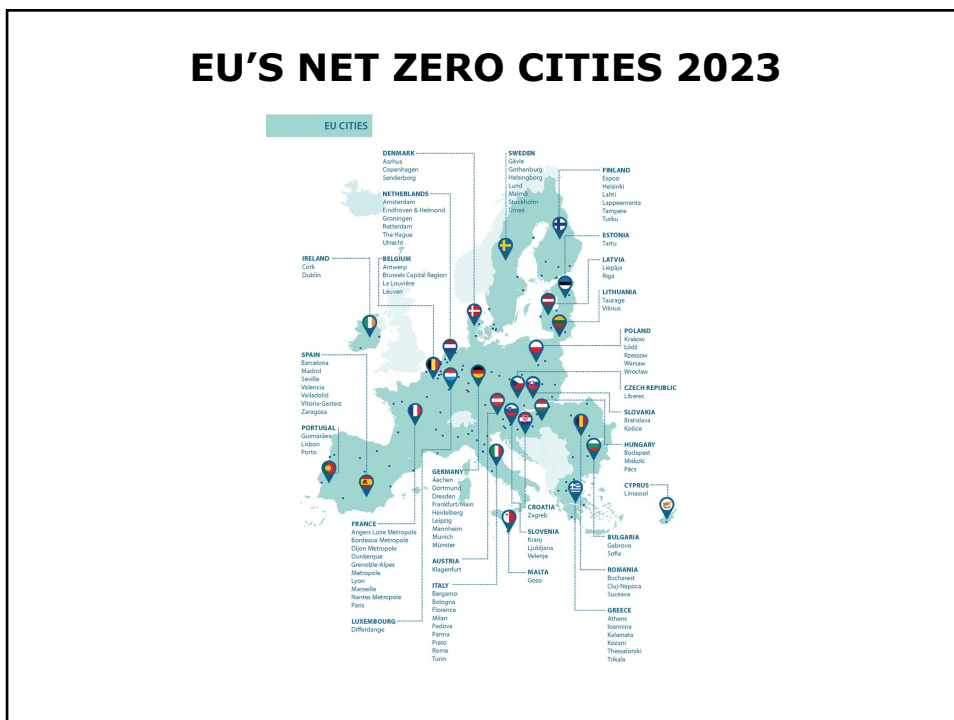 EU'S NET ZERO CITIES 2023
EU CITIES
DENMARK
Aarhus
Copenhagen
Sønderborg
NETHERLANDS
Amsterdam
Eindhoven & Helmond
Groningen
Rotterdam
The Hague
Utrecht
SWEDEN
Gävle
Gothenburg
Helsingborg
Lund
Malmö
Stockholm
Umeå
FINLAND
Espoo
Helsinki
Lahti
Lappeenranta
Tampere
Turku
ESTONIA
Tartu
IRELAND
Cork
Dublin
BELGIUM
Antwerp
Brussels Capital Region
La Louvière
Leuven
LATVIA
Liepāja
Riga
LITHUANIA
Taurage
Vilnius
POLAND
Krakow
Łódź
Rzeszow
Warsaw
Wroclaw
SPAIN
Barcelona
Madrid
Seville
Valencia
Valladolid
Vitoria-Gasteiz
Zaragoza
CZECH REPUBLIC
Liberec
SLOVAKIA
Bratislava
Košice
PORTUGAL
Guimarães
Lisbon
Porto
HUNGARY
Budapest
Miskolc
Pécs
GERMANY
Aachen
Dortmund
Dresden
Frankfurt/Main
Heidelberg
Leipzig
Mannheim
Munich
Münster
CYPRUS
Limassol
CROATIA
Zagreb
FRANCE
Angers Loire Metropole
Bordeaux Metropole
Dijon Metropole
Dunkerque
Grenoble-Alpes
Metropole
Lyon
Marseille
Nantes Metropole
Paris
SLOVENIA
Kranj
Ljubljana
Velenje
BULGARIA
Gabrovo
Sofia
AUSTRIA
Klagenfurt
MALTA
Gozo
ROMANIA
Bucharest
Cluj-Napoca
Suceava
ITALY
Bergamo
Bologna
Florence
Milan
Padova
Parma
Prato
Rome
Turin
LUXEMBOURG
Differdange
GREECE
Athens
Ioannina
Kalamata
Kozani
Thessaloniki
Trikala